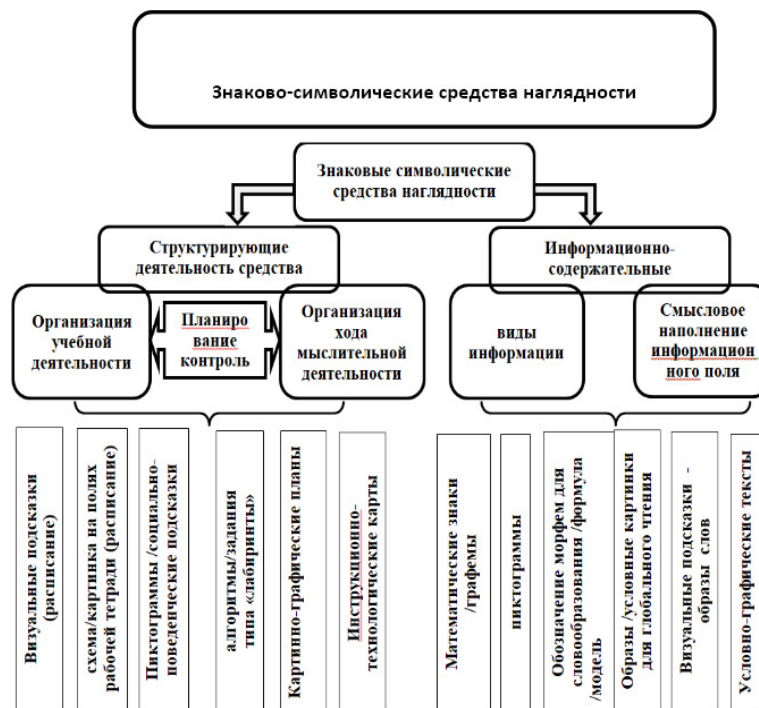 Знаково-символические средства наглядности
Знаковые символические
средства наглядности
Структурирующие
деятельность средства
Информационно-
содержательные
Организация
учебной
деятельности
Планиро
вание
контроль
Организация
хода
мыслительной
деятельности
виды
информации
Смысловое
наполнение
информацион
ного поля
Визуальные подсказки
(расписание)
схема/картинка на полях
рабочей тетради (расписание)
Пиктограммы /социально-
поведенческие подсказки
алгоритмы/задания
типа «лабиринты»
Картинно-графические планы
Инструкционно-
технологические карты
Математические знаки
/графемы
пиктограммы
Обозначение морфем для
словообразования /формула
/модель
Образы /условные картинки
для глобального чтения
Визуальные подсказки -
образы слов
Условно-графические тексты